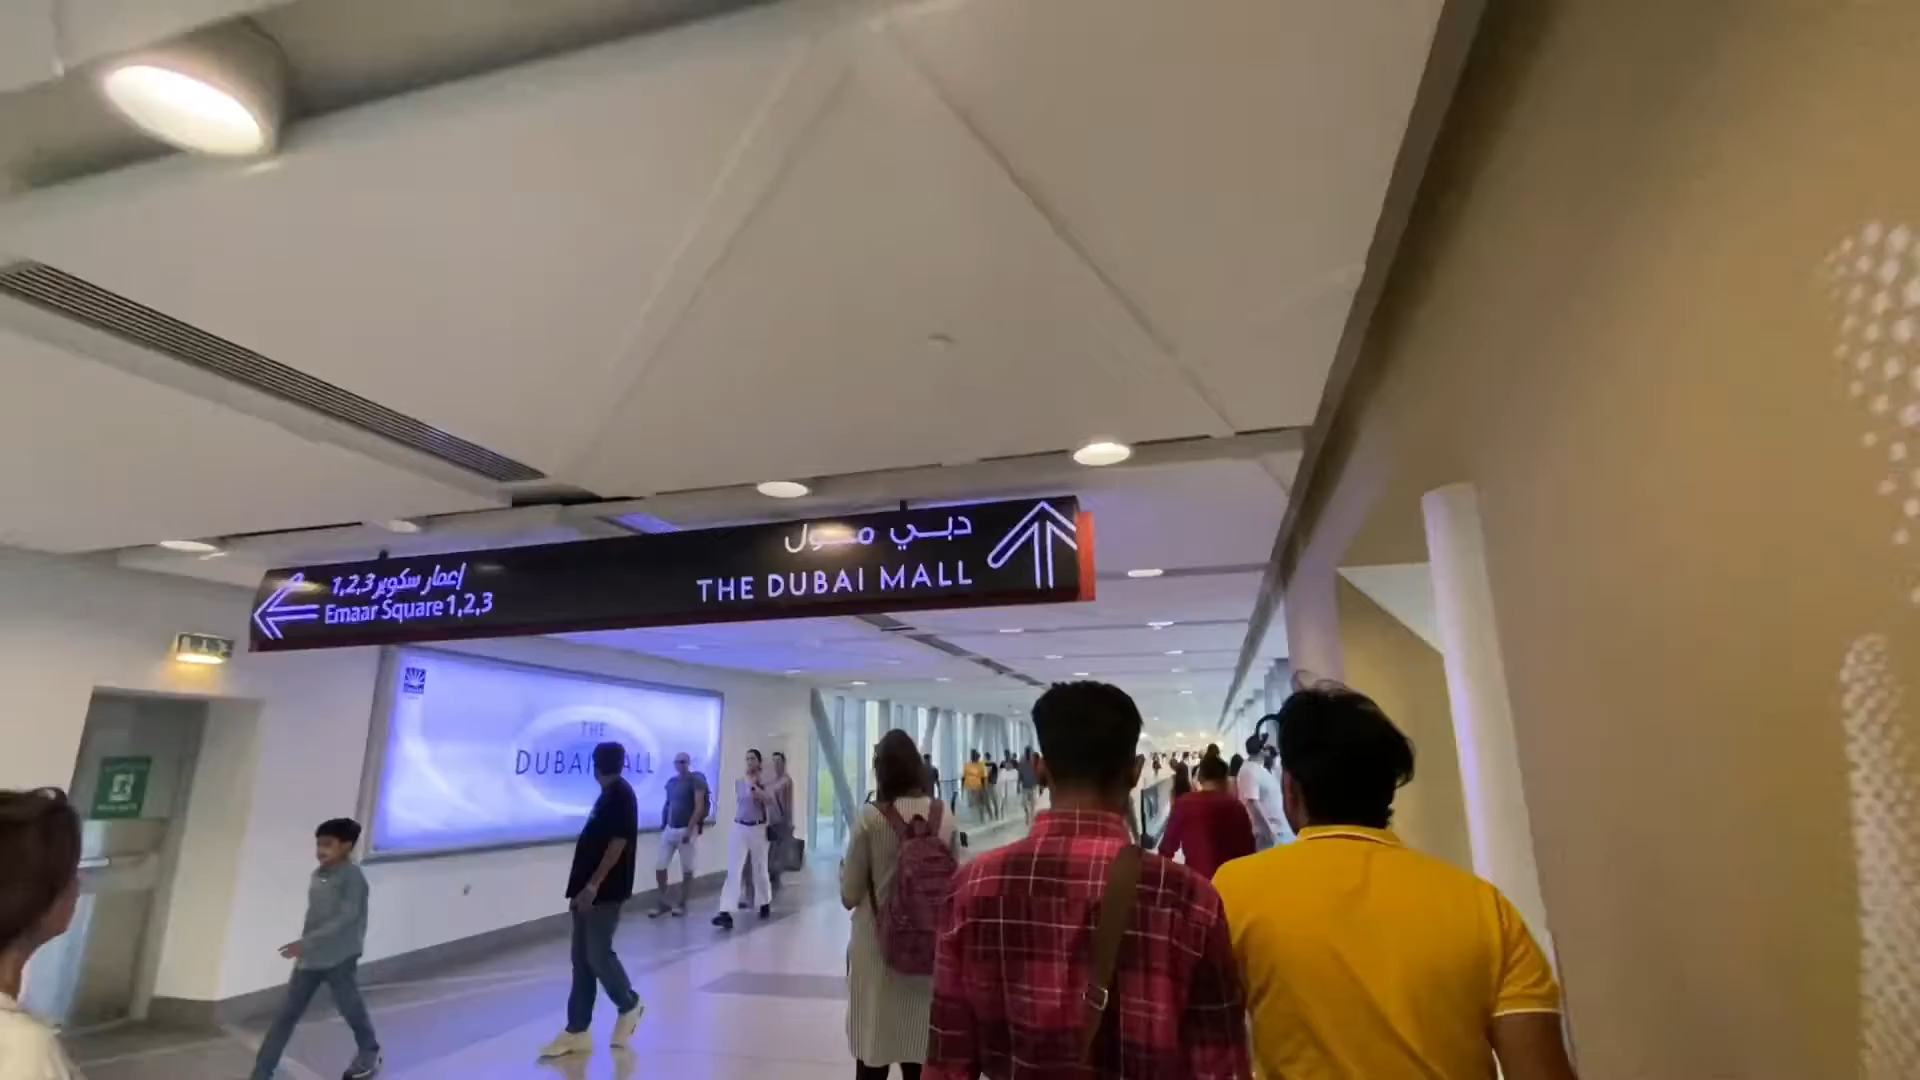 إعمار سكوير 1,2,3
Emaar Square 1,2,3
دبي مول
THE DUBAI MALL
THE
DUBAI MALL